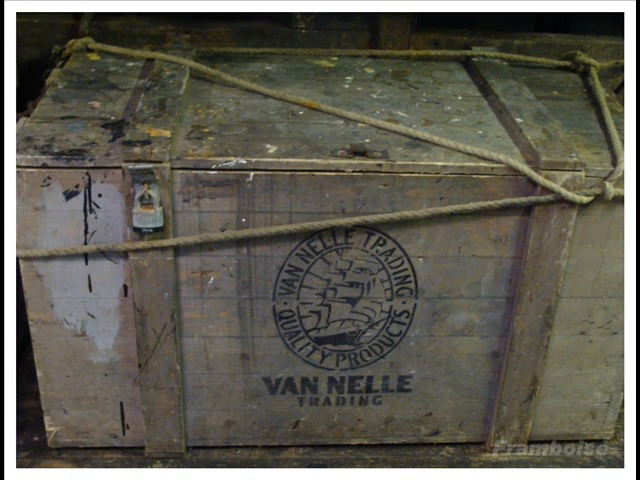 · VAN NELLE TRADING ·
QUALITY PRODUCTS
VAN NELLE
TRADING
Framboise